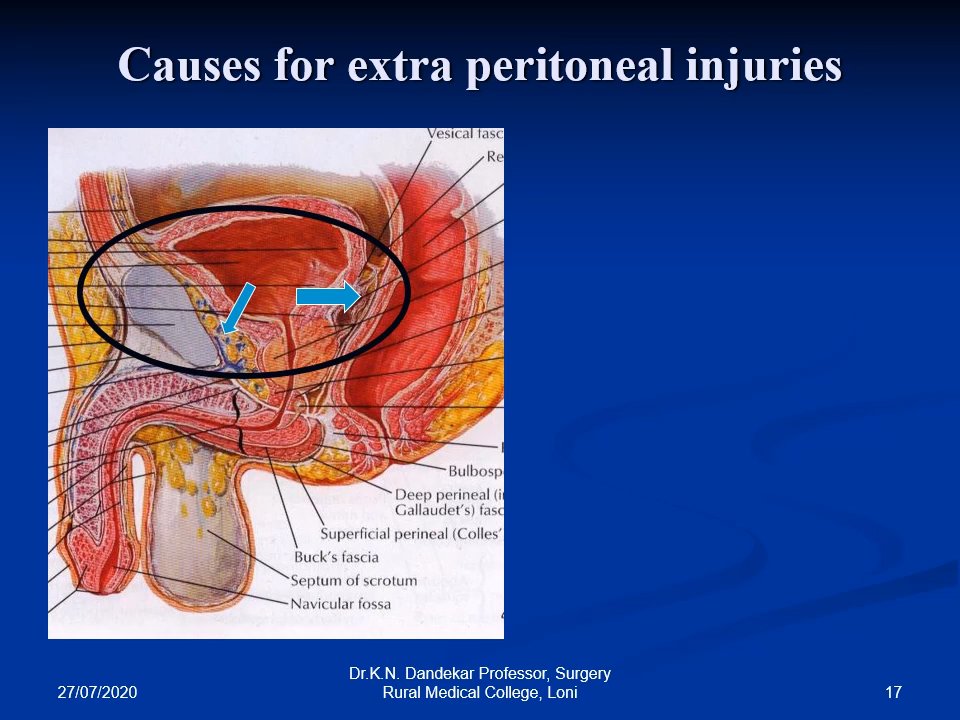 Causes for extra peritoneal injuries
Vesical fasc
Re
Bulbosp
Deep perineal (i
Gallaudet's) fasc
Superficial perineal (Colles'
Buck's fascia
Septum of scrotum
Navicular fossa
27/07/2020
Dr.K.N. Dandekar Professor, Surgery
Rural Medical College, Loni
17